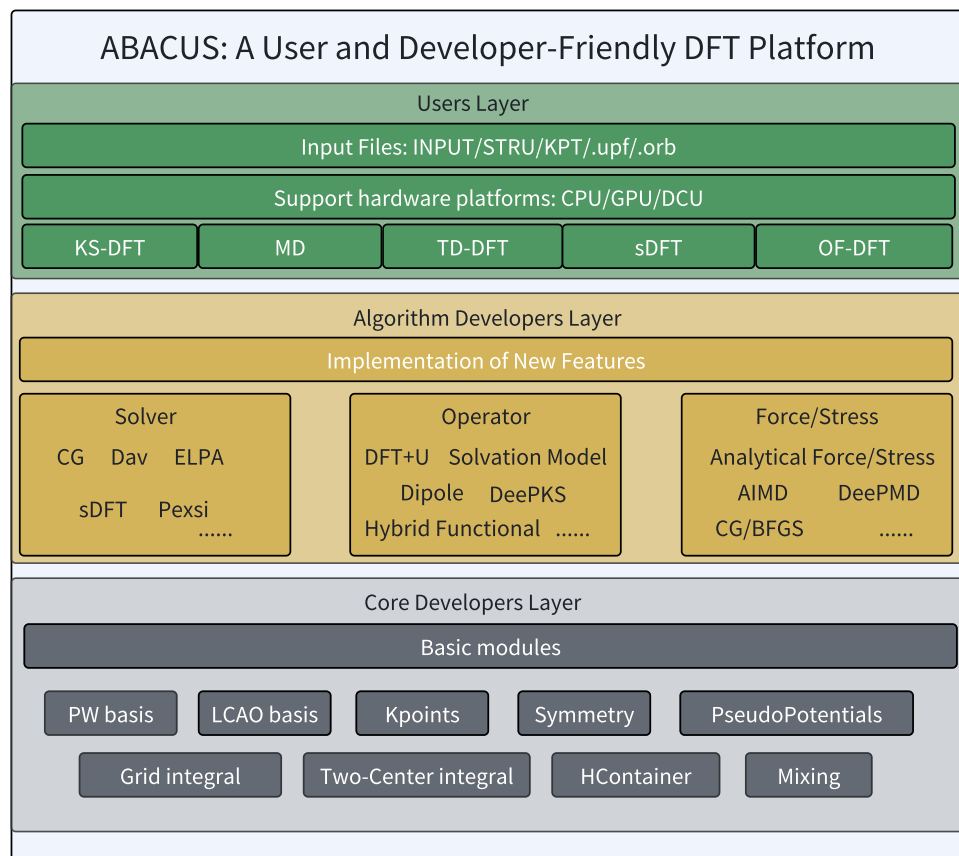 ABACUS: A User and Developer-Friendly DFT Platform
Users Layer
Input Files: INPUT/STRU/KPT/.upf/.orb
Support hardware platforms: CPU/GPU/DCU
KS-DFT MD TD-DFT sDFT OF-DFT
Algorithm Developers Layer
Implementation of New Features
Solver
CG Dav ELPA
sDFT Pexsi
......
Operator
DFT+U Solvation Model
Dipole DeePKS
Hybrid Functional ......
Force/Stress
Analytical Force/Stress
AIMD DeePMD
CG/BFGS ......
Core Developers Layer
Basic modules
PW basis LCAO basis Kpoints Symmetry PseudoPotentials
Grid integral Two-Center integral HContainer Mixing